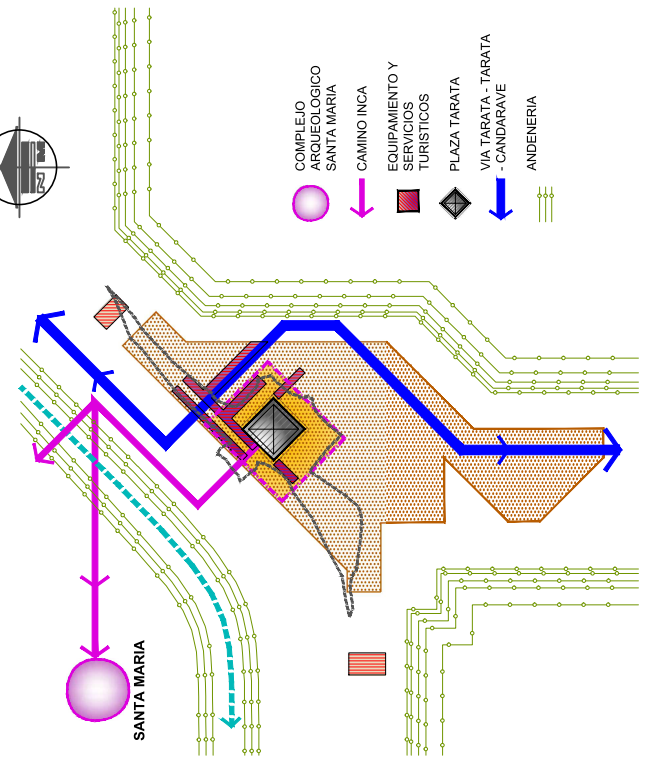 COMPLEJO
ARQUEOLOGICO
SANTA MARIA
CAMINO INCA
EQUIPAMIENTO Y
SERVICIOS
TURISTICOS
PLAZA TARATA
VIA TARATA - TARATA
- CANDARAVE
ANDENERIA
SANTA MARIA